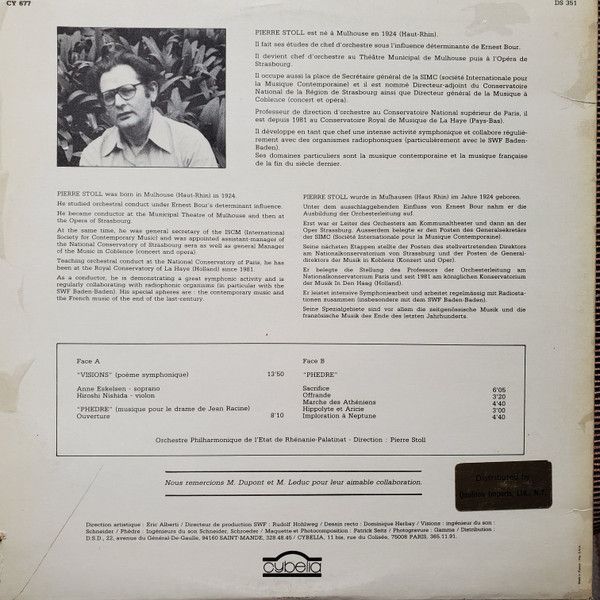 CY 677
DS 351
PIERRE STOLL est né à Mulhouse en 1924 (Haut-Rhin).
Il fait ses études de chef d'orchestre sous l'influence déterminante de Ernest Bour.
Il devient chef d'orchestre au Théâtre Municipal de Mulhouse puis à l'Opéra de
Strasbourg.
Il occupe aussi la place de Secrétaire général de la SIMC (société Internationale pour
la Musique Contemporaine) et il est nommé Directeur-adjoint du Conservatoire
National de la Région de Strasbourg ainsi que Directeur général de la Musique à
Coblence (concert et opéra).
Professeur de direction d'orchestre au Conservatoire National supérieur de Paris, il
est depuis 1981 au Conservatoire Royal de Musique de La Haye (Pays-Bas).
Il développe en tant que chef une intense activité symphonique et collabore réguliè-
rement avec des organismes radiophoniques (particulièrement avec le SWF Baden-
Baden).
Ses domaines particuliers sont la musique contemporaine et la musique française
de la fin du siècle dernier.
PIERRE STOLL was born in Mulhouse (Haut-Rhin) in 1924.
He studied orchestral conduct under Ernest Bour's determinant influence.
He became conductor at the Municipal Theatre of Mulhouse and then at
the Opera of Strasbourg.
At the same time, he was general secretary of the ISCM (International
Society for Contemporary Music) and was appointed assistant-manager of
the National Conservatory of Strasbourg aera as well as general Manager
of the Music in Coblence (concert and opera).
Teaching orchestral conduct at the National Conservatory of Paris, he has
been at the Royal Conservatory of La Haye (Holland) since 1981.
As a conductor, he is demonstrating a great symphonic activity and is
regularly collaborating with radiophonic organisms (in particular with the
SWF Baden-Baden). His special spheres are : the contemporary music and
the French music of the end of the last-century.
PIERRE STOLL wurde in Mulhausen (Haut-Rhin) im Jahre 1924 geboren.
Unter dem ausschlaggebenden Einfluss von Ernest Bour nahm er die
Ausbildung der Orchesterleitung auf.
Erst war er Leiter des Orchesters am Kommunaltheater und dann an der
Oper Strasburg. Ausserdem belegte er den Posten des Generalsekretärs
der SIMC (Société Internationale pour la Musique Contemporaine).
Seine nächsten Etappen stellte der Posten des stellvertretenden Direktors
am Nationalkonservatorium von Strasburg und der Posten de General-
direktors der Musik in Koblenz (Konzert und Oper).
Er belegte die Stellung des Professors der Orchesterleitung am
Nationalkonservatorium Paris und seit 1981 am königlichen Konservatorium
der Musik In Den Haag (Holland).
Er leistet intensive Symphoniearbeit und arbeitet regelmässig mit Radiosta-
tionen zusammen (insbesondere mit dem SWF Baden-Baden).
Seine Spezialgebiete sind vor allem die zeitgenössische Musik und die
französische Musik des Ende des letzten Jahrhunderts.
Face A
"VISIONS" (poème symphonique) 13'50
Anne Eskelsen - soprano
Hiroshi Nishida - violon
"PHEDRE" (musique pour le drame de Jean Racine)
Ouverture 8'10
Face B
"PHEDRE"
Sacrifice 6'05
Offrande 3'20
Marche des Athéniens 4'40
Hippolyte et Aricie 3'00
Imploration à Neptune 4'40
Orchestre Philharmonique de l'Etat de Rhénanie-Palatinat - Direction : Pierre Stoll
Nous remercions M. Dupont et M. Leduc pour leur aimable collaboration.
Distributed by
Qualiton Imports, Ltd., N.Y.
Direction artistique : Eric Alberti / Directeur de production SWF : Rudolf Hohlweg / Dessin recto : Dominique Herbay / Visions : ingénieur du son :
Schneider / Phèdre : Ingénieurs du son Schneider, Schroeder / Maquette et Photocomposition : Patrick Seitz / Photogravure : Gamma / Distribution :
D.S.D., 22, avenue du Général De-Gaulle, 94160 SAINT-MANDE, 328.48.45 / CYBELIA, 11 bis, rue du Colisée, 75008 PARIS, 365.11.91.
cybelia